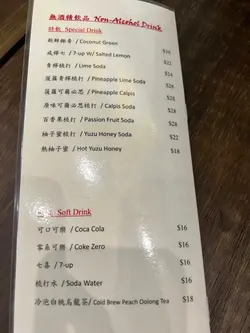 無酒精飲品 Non-Alcohol Drink
特飲 Special Drink
/ Coconut Green
咸檸七 / 7-up w/ Salted Lemon $26
青檸梳打 / Lime Soda $22
菠蘿青檸梳打 / Pineapple Lime Soda $28
菠蘿可爾必思 / Pineapple Calpis $28
原味可爾必思梳打 / Calpis Soda $28
百香果梳打 / Passion Fruit Soda $28
柚子蜜梳打 / Yuzu Honey Soda $22
熱柚子蜜 / Hot Yuzu Honey $18
Soft Drink
可口可樂 / Coca Cola $16
零系可樂 / Coke Zero $16
七喜 / 7-up $16
梳打水 / Soda Water $16
冷泡白桃烏龍茶/ Cold Brew Peach Oolong Tea $18